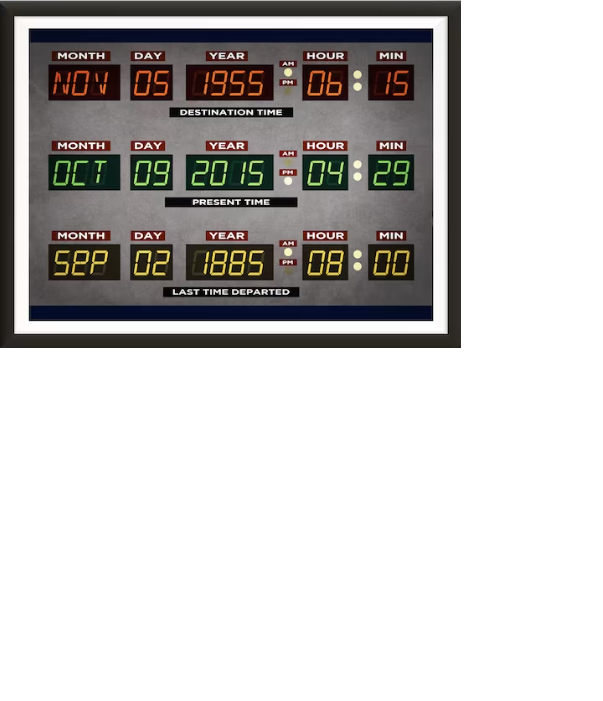 MONTH DAY YEAR AM HOUR MIN
NOV 05 1955 PM 06 : 15
DESTINATION TIME
MONTH DAY YEAR AM HOUR MIN
OCT 09 2015 PM 04 : 29
PRESENT TIME
MONTH DAY YEAR AM HOUR MIN
SEP 02 1885 PM 08 : 00
LAST TIME DEPARTED